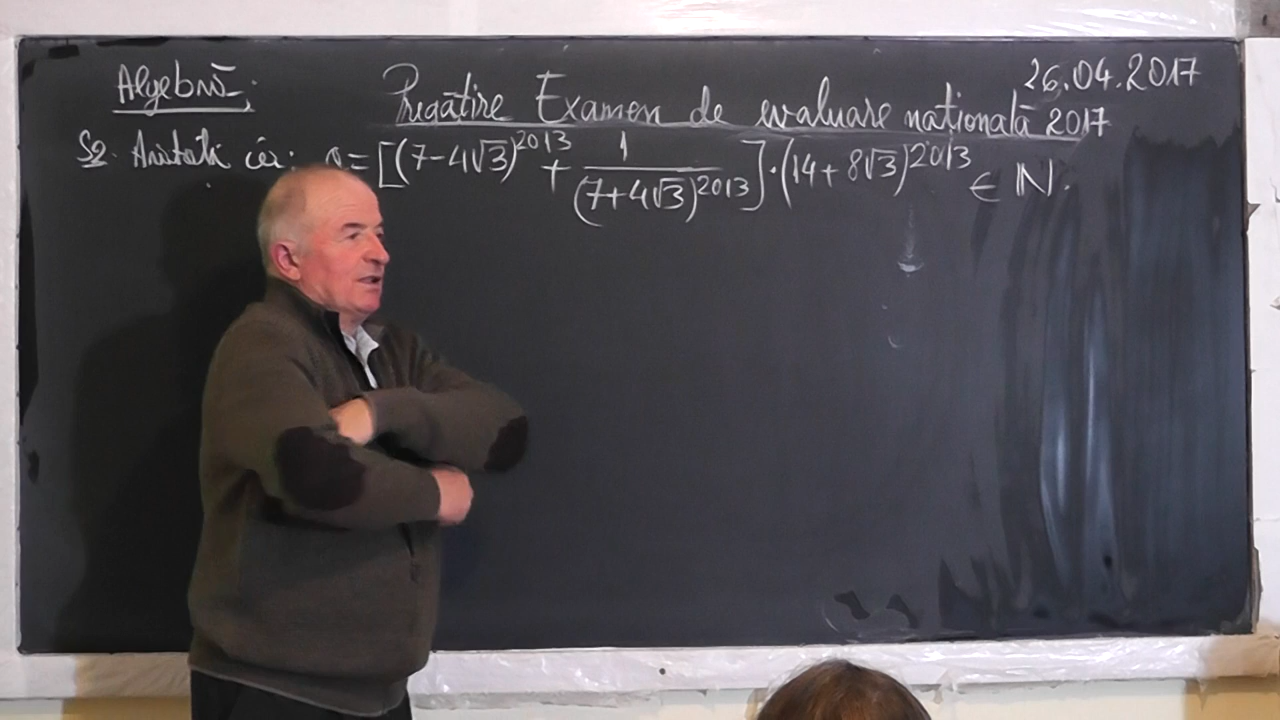 Algebră; Pregătire Examen de evaluare națională 2017 26.04.2017
S2. Arătați că: a=[(7-4√3)^2013 + 1/(7+4√3)^2013]·(14+8√3)^2013 ∈ ℕ.